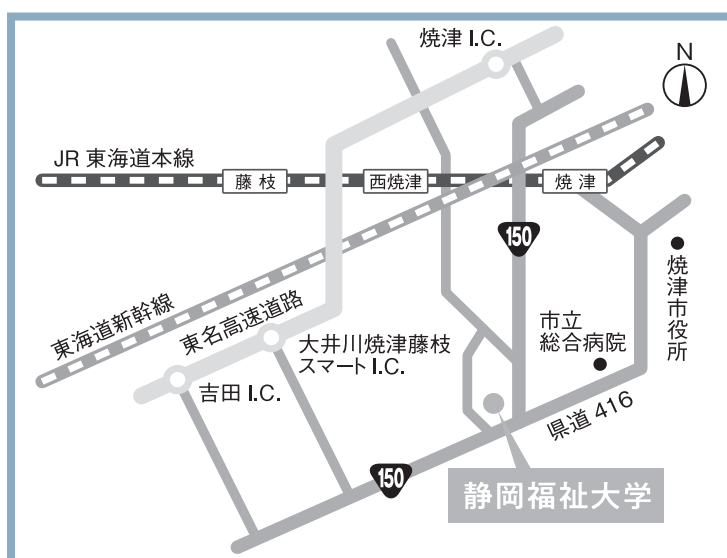 焼津 I.C.
N
JR 東海道本線
藤 枝
西焼津
焼 津
150
東海道新幹線
東名高速道路
大井川焼津藤枝
スマート I.C.
吉田 I.C.
市立
総合病院
焼津市役所
県道 416
150
静岡福祉大学